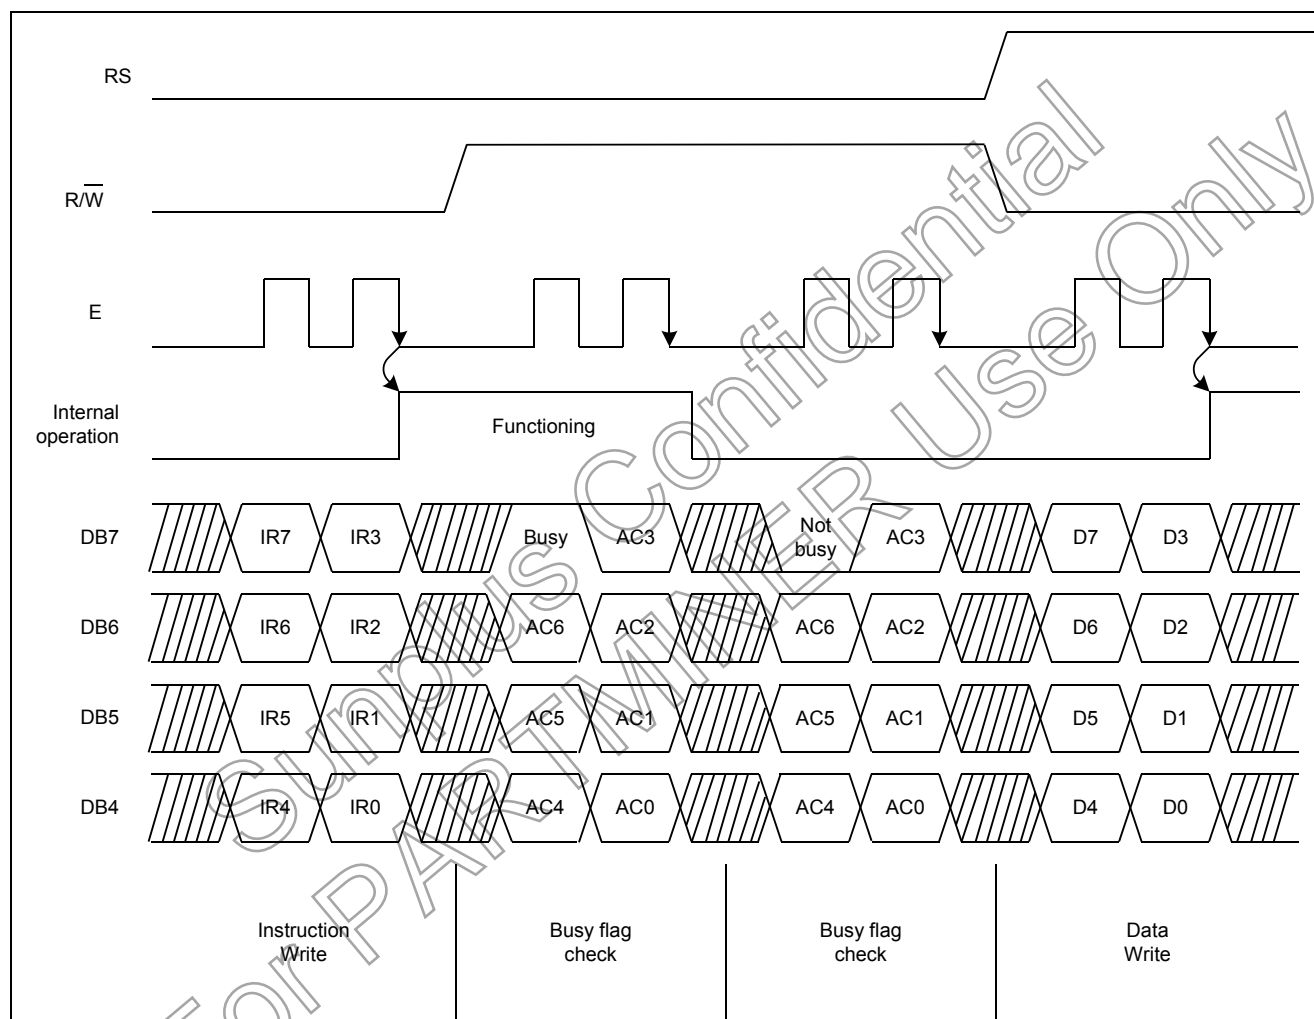 RS
R/W
E
Internal
operation
Functioning
DB7
IR7 IR3 Busy AC3 Not
busy AC3 D7 D3
DB6
IR6 IR2 AC6 AC2 AC6 AC2 D6 D2
DB5
IR5 IR1 AC5 AC1 AC5 AC1 D5 D1
DB4
IR4 IR0 AC4 AC0 AC4 AC0 D4 D0
Instruction
Write
Busy flag
check
Busy flag
check
Data
Write
Sunplus Confidential
For PARTMINER Use Only